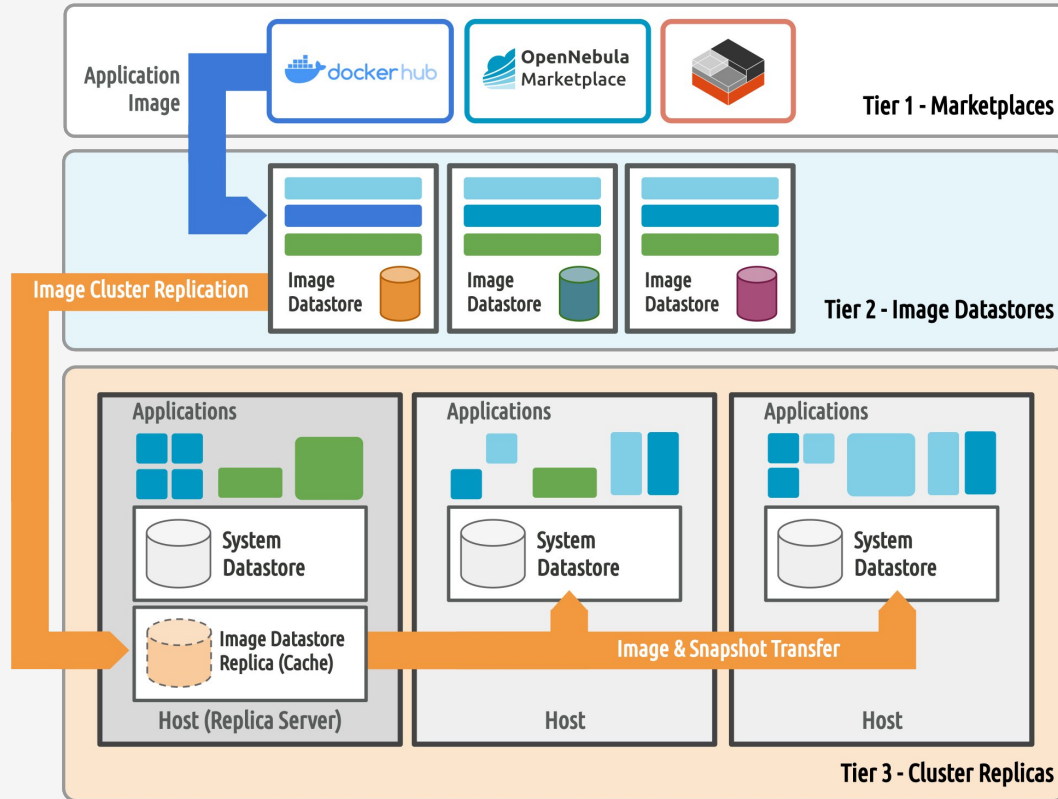 Application
Image
docker hub
OpenNebula
Marketplace
Tier 1 - Marketplaces
Image
Datastore
Image
Datastore
Image
Datastore
Image Cluster Replication
Tier 2 - Image Datastores
Applications
System
Datastore
Image Datastore
Replica (Cache)
Host (Replica Server)
Applications
System
Datastore
Host
Applications
System
Datastore
Host
Image & Snapshot Transfer
Tier 3 - Cluster Replicas